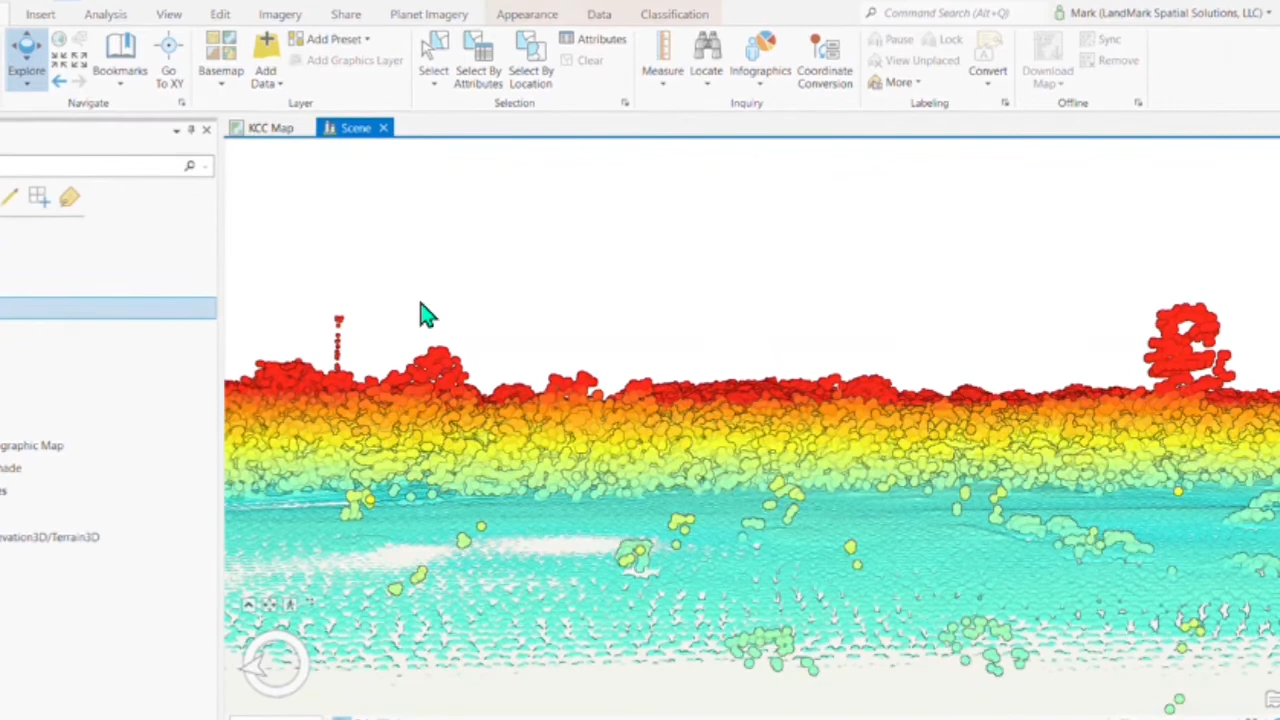 Insert Analysis View Edit Imagery Share Planet Imagery Appearance Data Classification Command Search (Alt+Q) Mark (LandMark Spatial Solutions, LLC)
Explore
Bookmarks
Go To XY
Navigate
Basemap
Add Data
Add Preset
Add Graphics Layer
Layer
Select
Select By Attributes
Select By Location
Attributes
Clear
Selection
Measure
Locate
Infographics
Coordinate Conversion
Inquiry
Pause
Lock
View Unplaced
More
Convert
Labeling
Download Map
Sync
Remove
Offline
KCC Map
Scene
graphic Map
hade
es
evation3D/Terrain3D